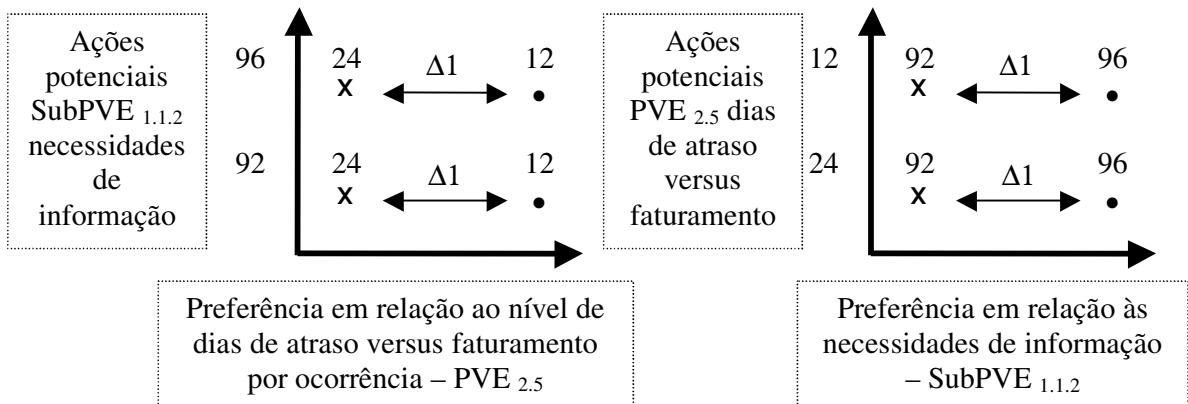 Ações
potenciais
SubPVE 1.1.2
necessidades
de
informação
96 24 Δ1 12
x •
92 24 Δ1 12
x •
Preferência em relação ao nível de
dias de atraso versus faturamento
por ocorrência – PVE 2.5
Ações
potenciais
PVE 2.5 dias
de atraso
versus
faturamento
12 92 Δ1 96
x •
24 92 Δ1 96
x •
Preferência em relação às
necessidades de informação
– SubPVE 1.1.2